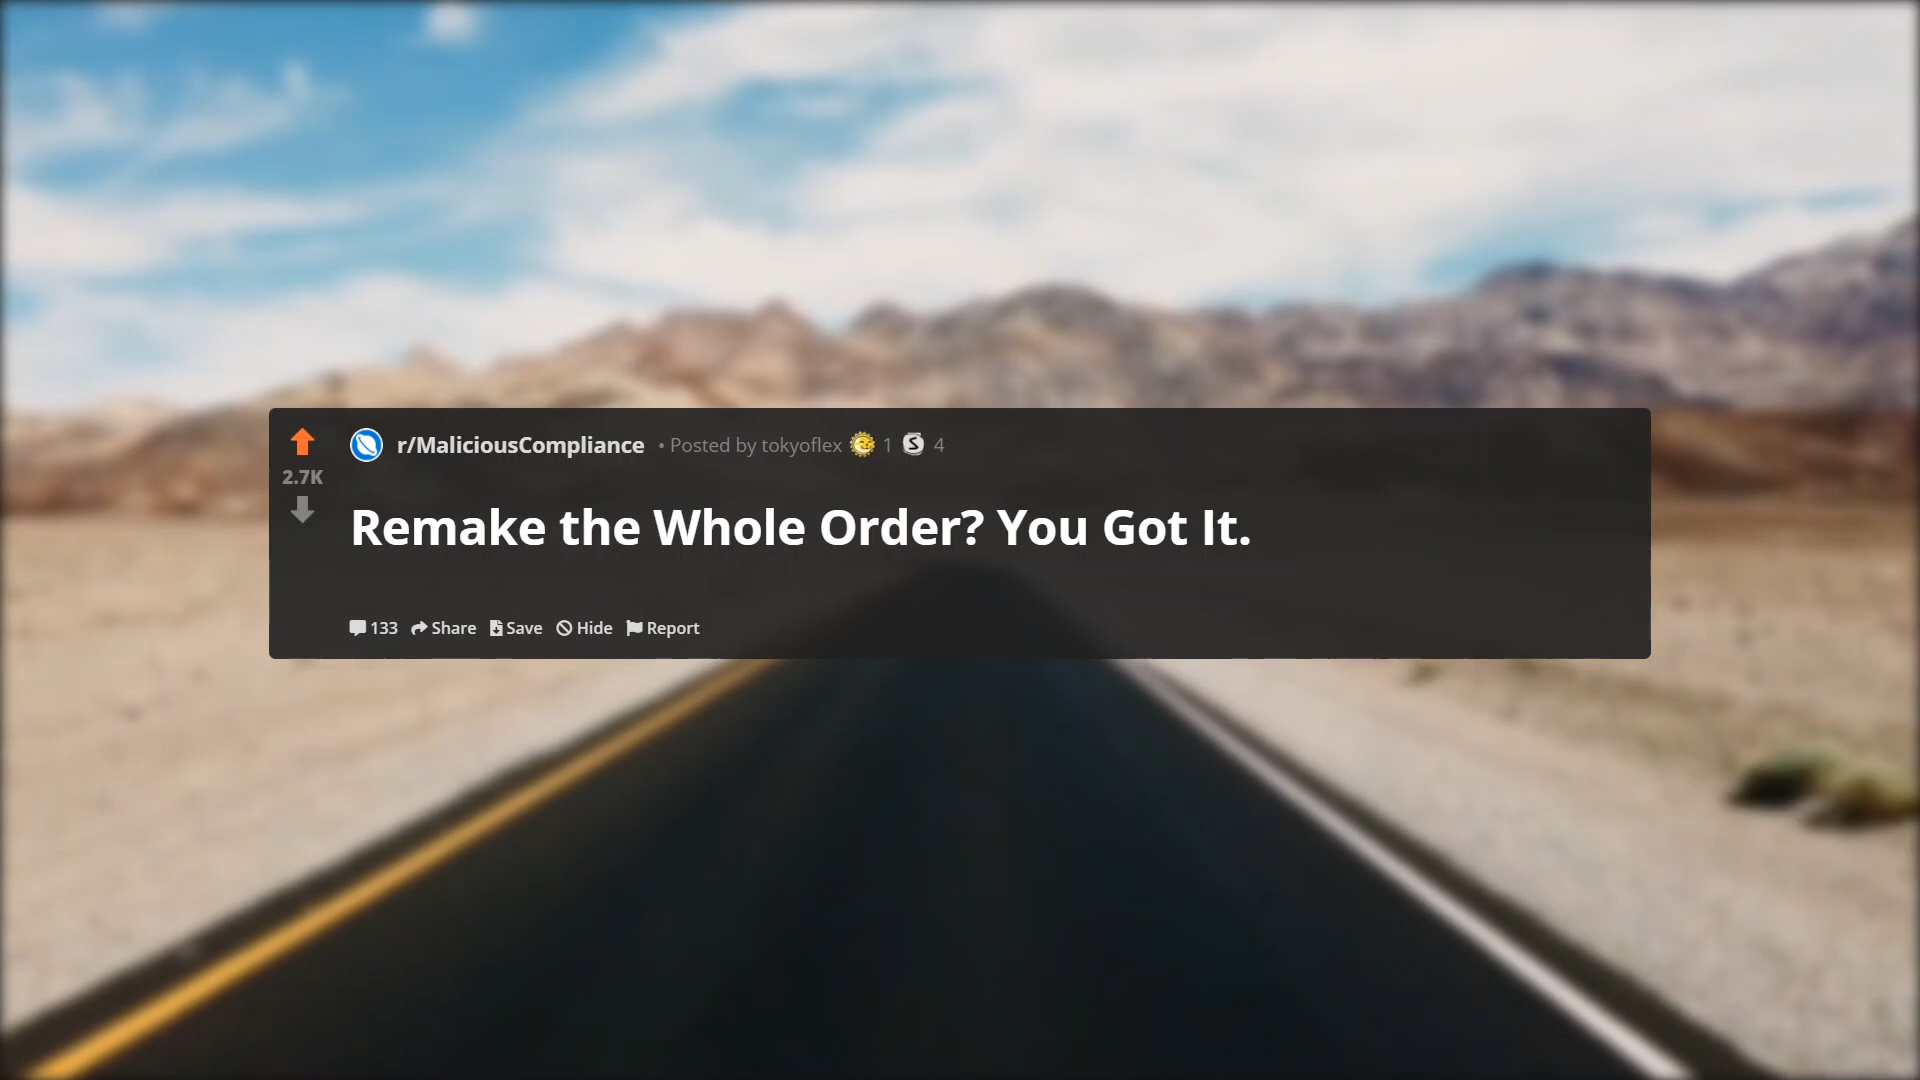 r/MaliciousCompliance • Posted by tokyoflex 1 S 4
2.7K
Remake the Whole Order? You Got It.
133 Share Save Hide Report